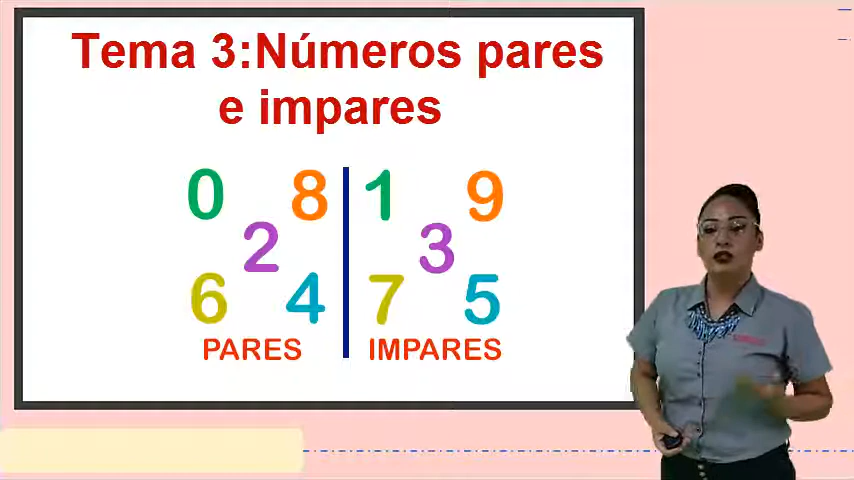 Tema 3:Números pares
e impares
0 8 1 9
2 3
6 4 7 5
PARES IMPARES